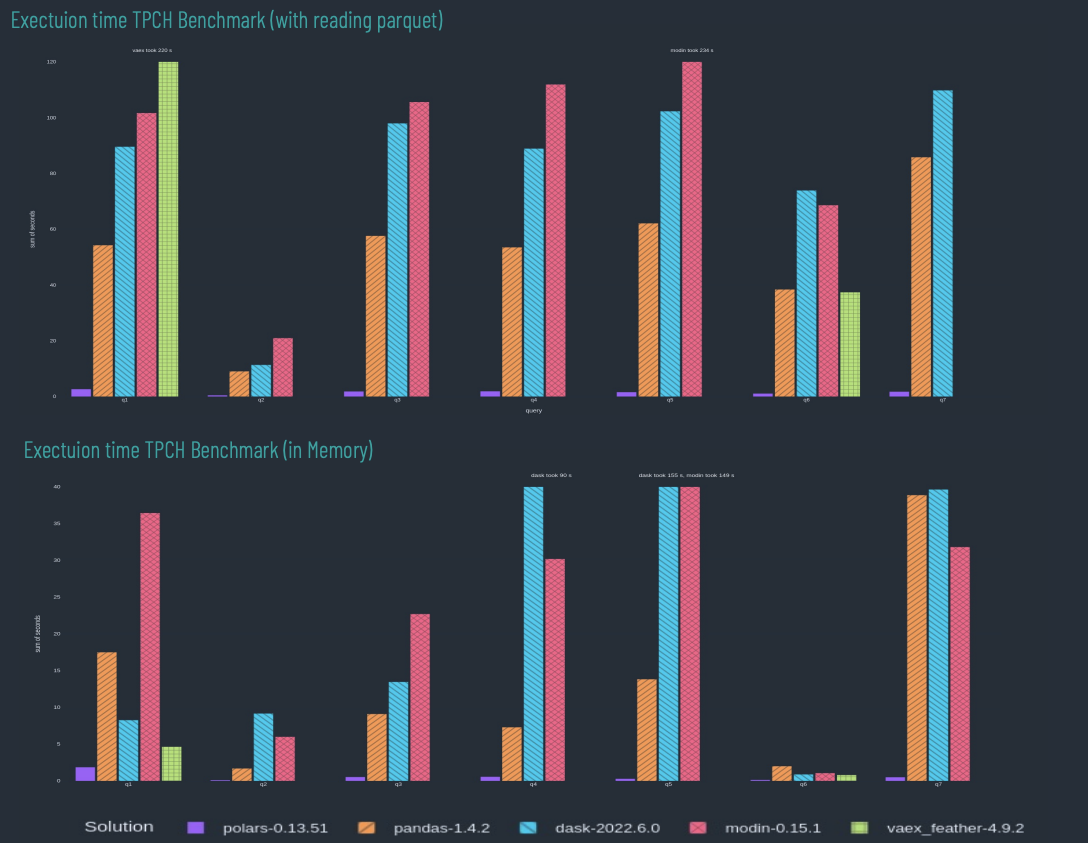 Exectuion time TPCH Benchmark (with reading parquet)
vaex took 220 s
modin took 234 s
120
100
80
60
40
20
0
sum of seconds
q1
q2
q3
q4
q5
q6
q7
query
Exectuion time TPCH Benchmark (in Memory)
dask took 90 s
dask took 155 s, modin took 149 s
40
35
30
25
20
15
10
5
0
sum of seconds
q1
q2
q3
q4
q5
q6
q7
Solution
polars-0.13.51
pandas-1.4.2
dask-2022.6.0
modin-0.15.1
vaex_feather-4.9.2